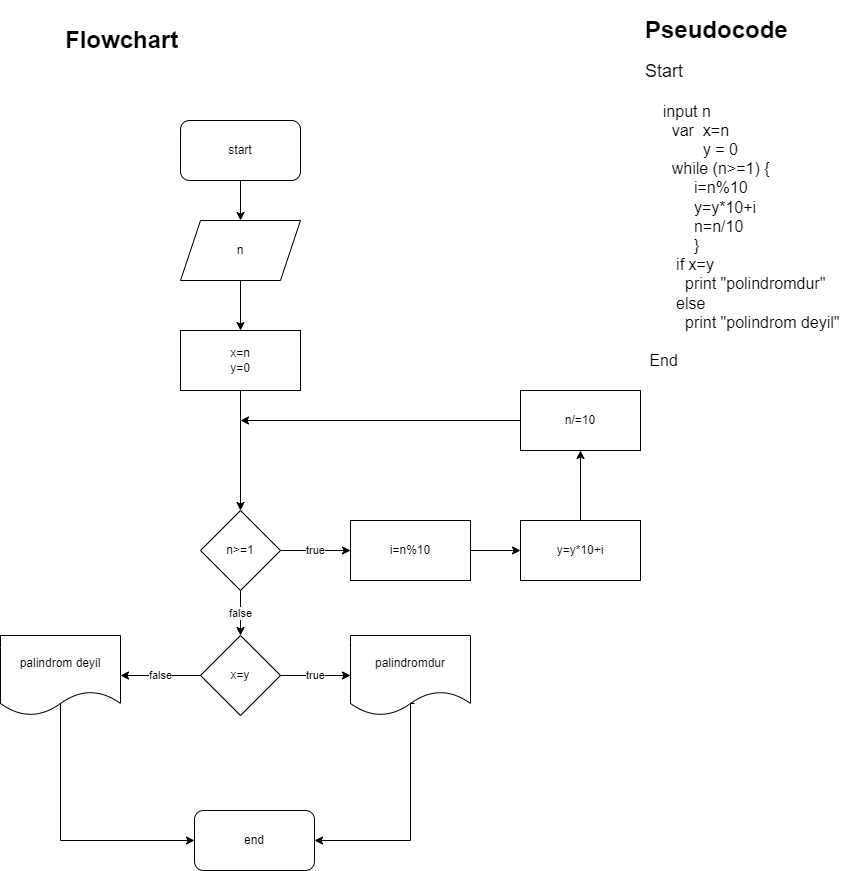 Flowchart
start
n
x=n
y=0
n/=10
n>=1
true
i=n%10
y=y*10+i
false
palindrom deyil
false
x=y
true
palindromdur
end
Pseudocode
Start
input n
var x=n
y = 0
while (n>=1) {
i=n%10
y=y*10+i
n=n/10
}
if x=y
print "polindromdur"
else
print "polindrom deyil"
End